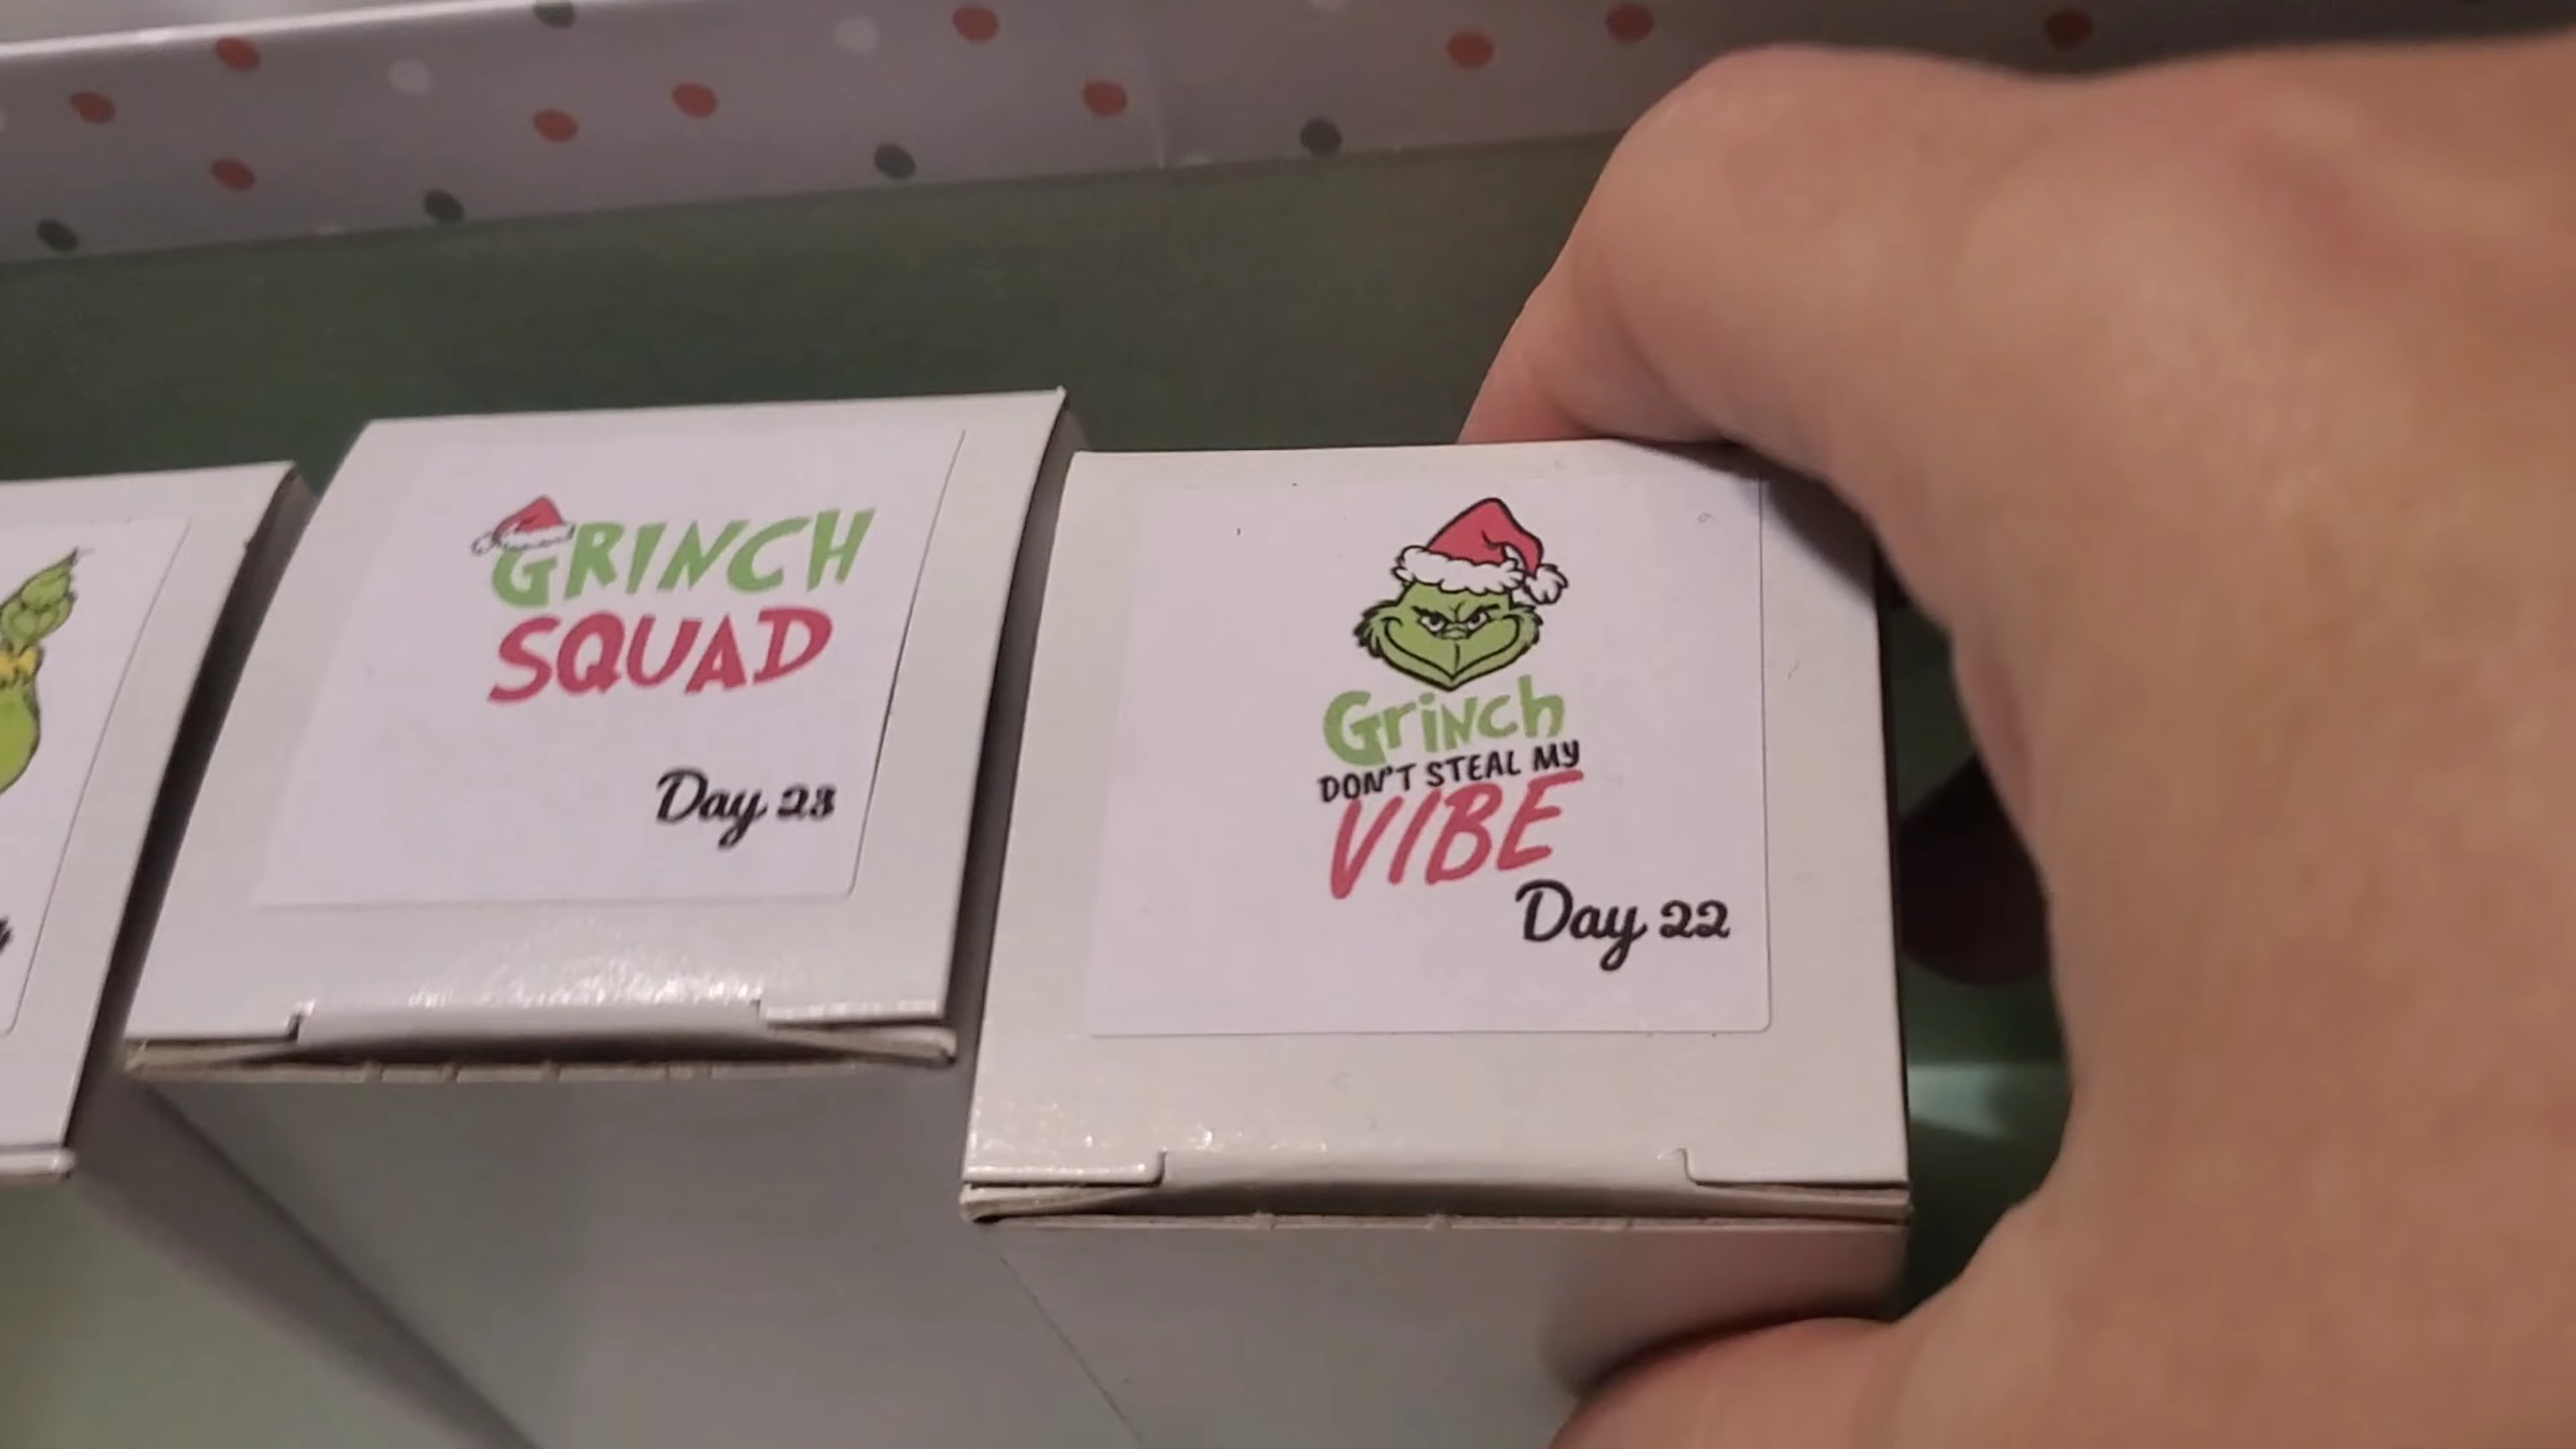 GRINCH
SQUAD
Day 23
Grinch
DON'T STEAL MY
VIBE
Day 22